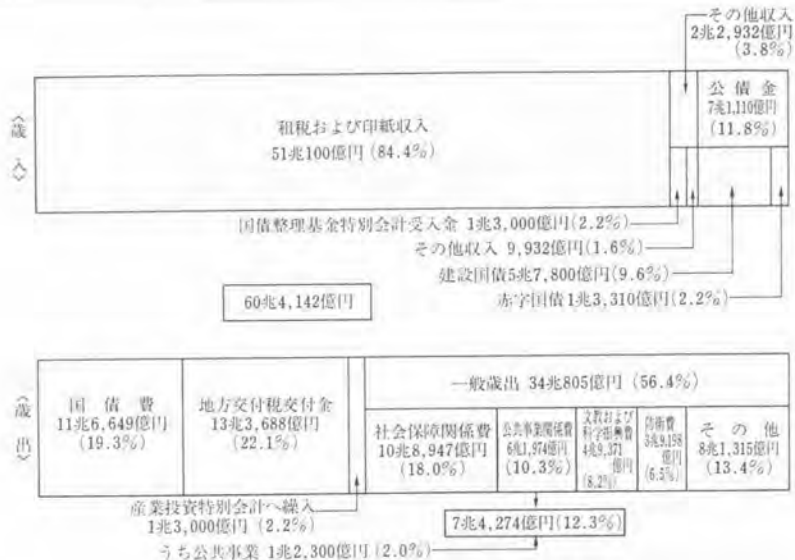 その他収入
2兆2,932億円
(3.8%)
〈歳入〉
租税および印紙収入
51兆100億円(84.4%)
公債金
7兆1,110億円
(11.8%)
国債整理基金特別会計受入金 1兆3,000億円(2.2%)
その他収入 9,932億円(1.6%)
建設国債5兆7,800億円(9.6%)
赤字国債1兆3,310億円(2.2%)
60兆4,142億円
〈歳出〉
国債費
11兆6,649億円
(19.3%)
地方交付税交付金
13兆3,688億円
(22.1%)
一般歳出 34兆805億円(56.4%)
社会保障関係費
10兆8,947億円
(18.0%)
公共事業関係費
6兆1,974億円
(10.3%)
文教および
科学振興費
4兆9,371
億円
(8.2%)
防衛費
3兆9,198
億円
(6.5%)
その他
8兆1,315億円
(13.4%)
産業投資特別会計へ繰入
1兆3,000億円(2.2%)
7兆4,274億円(12.3%)
うち公共事業 1兆2,300億円(2.0%)